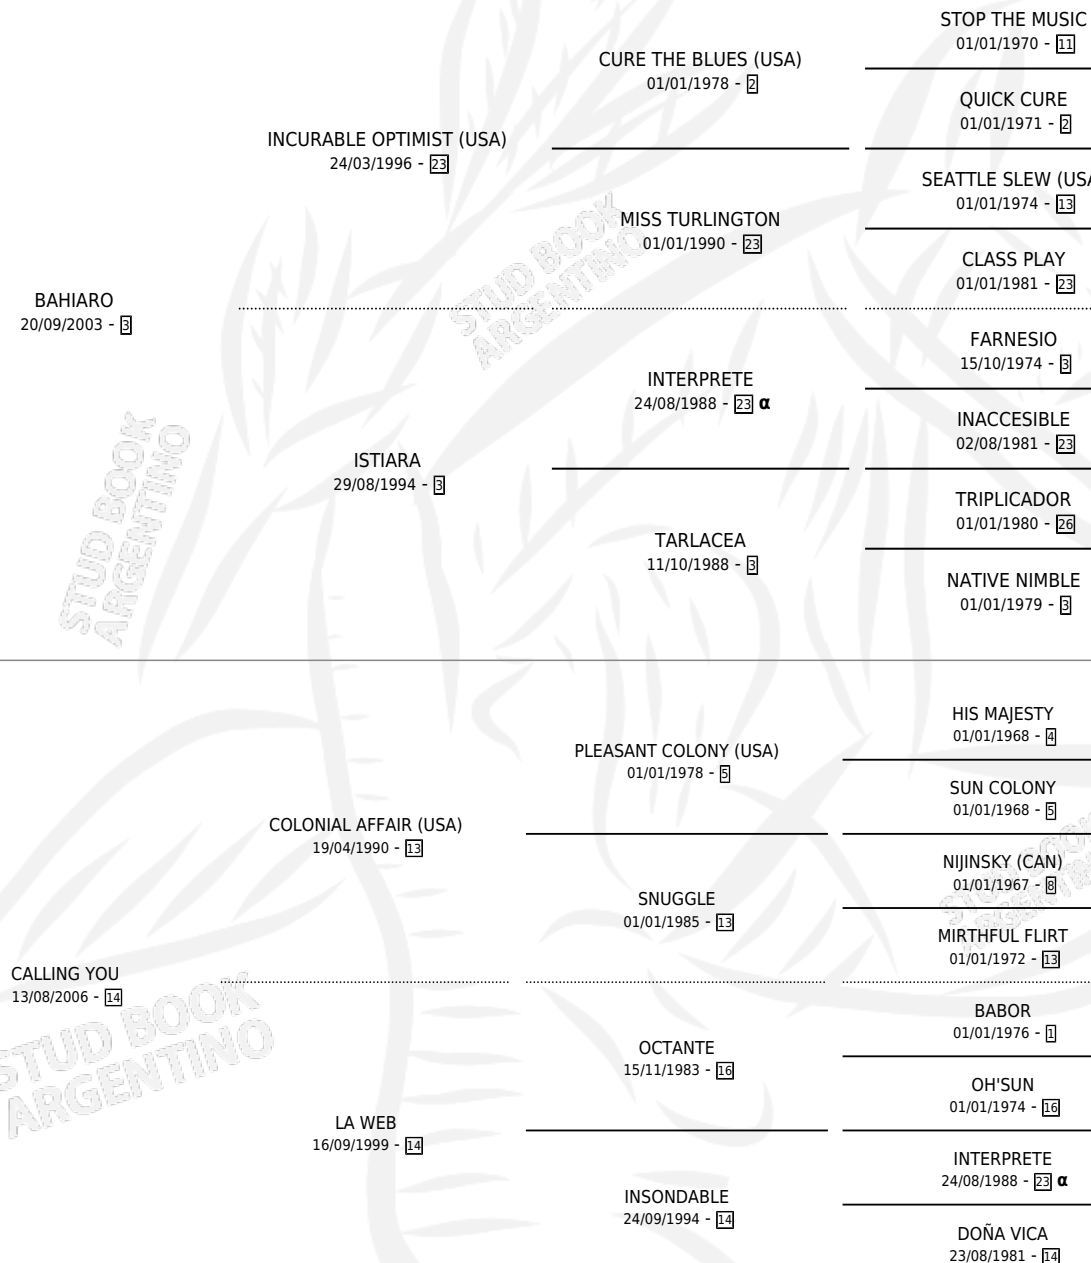 STOP THE MUSIC
01/01/1970 - 11
CURE THE BLUES (USA)
01/01/1978 - 2
QUICK CURE
01/01/1971 - 2
INCURABLE OPTIMIST (USA)
24/03/1996 - 23
SEATTLE SLEW (USA
01/01/1974 - 13
MISS TURLINGTON
01/01/1990 - 23
CLASS PLAY
01/01/1981 - 23
STUD BOOK
ARGENTINO
BAHIARO
20/09/2003 - 3
FARNESIO
15/10/1974 - 3
INTERPRETE
24/08/1988 - 23 α
INACCESIBLE
02/08/1981 - 23
ISTIARA
29/08/1994 - 3
TRIPLICADOR
01/01/1980 - 26
TARLACEA
11/10/1988 - 3
NATIVE NIMBLE
01/01/1979 - 3
STUD BOOK
ARGENTINO
HIS MAJESTY
01/01/1968 - 4
PLEASANT COLONY (USA)
01/01/1978 - 5
SUN COLONY
01/01/1968 - 5
COLONIAL AFFAIR (USA)
19/04/1990 - 13
NIJINSKY (CAN)
01/01/1967 - 8
SNUGGLE
01/01/1985 - 13
MIRTHFUL FLIRT
01/01/1972 - 13
STUD BOOK
CALLING YOU
13/08/2006 - 14
BABOR
01/01/1976 - 1
OCTANTE
15/11/1983 - 16
OH'SUN
01/01/1974 - 16
STUD BOOK
ARGENTINO
LA WEB
16/09/1999 - 14
INTERPRETE
24/08/1988 - 23 α
INSONDABLE
24/09/1994 - 14
DOÑA VICA
23/08/1981 - 14